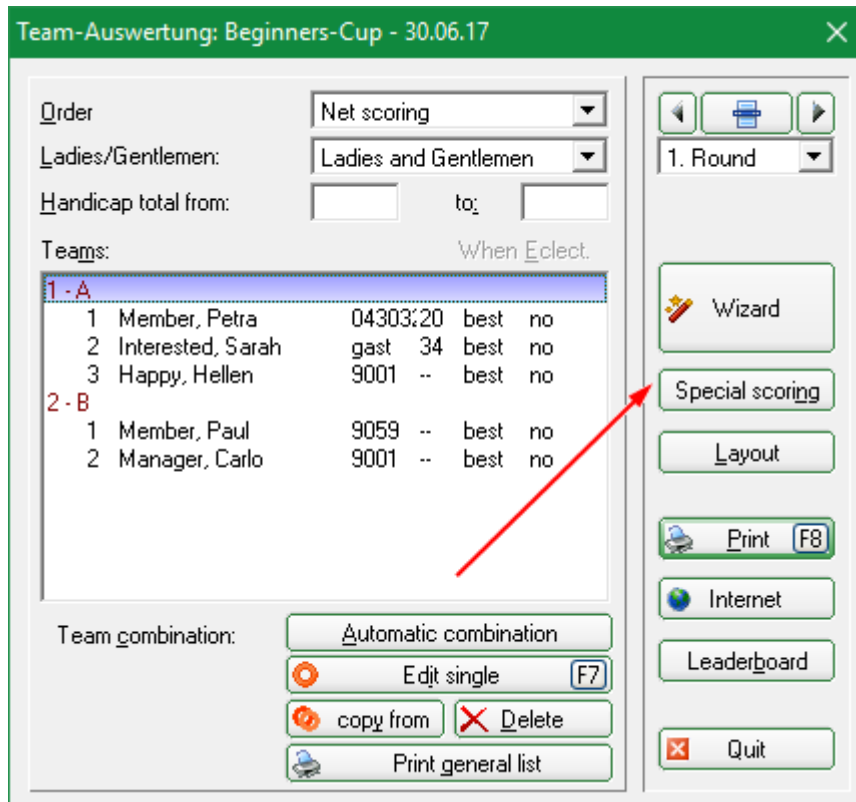 Team-Auswertung: Beginners-Cup - 30.06.17
Order Net scoring
Ladies/Gentlemen: Ladies and Gentlemen
1. Round
Handicap total from: to:
Teams: When Eclect.
1 - A
1 Member, Petra 04303220 best no
2 Interested, Sarah gast 34 best no
3 Happy, Hellen 9001 -- best no
2 - B
1 Member, Paul 9059 -- best no
2 Manager, Carlo 9001 -- best no
Wizard
Special scoring
Layout
Print F8
Internet
Leaderboard
Quit
Team combination: Automatic combination
Edit single F7
copy from Delete
Print general list